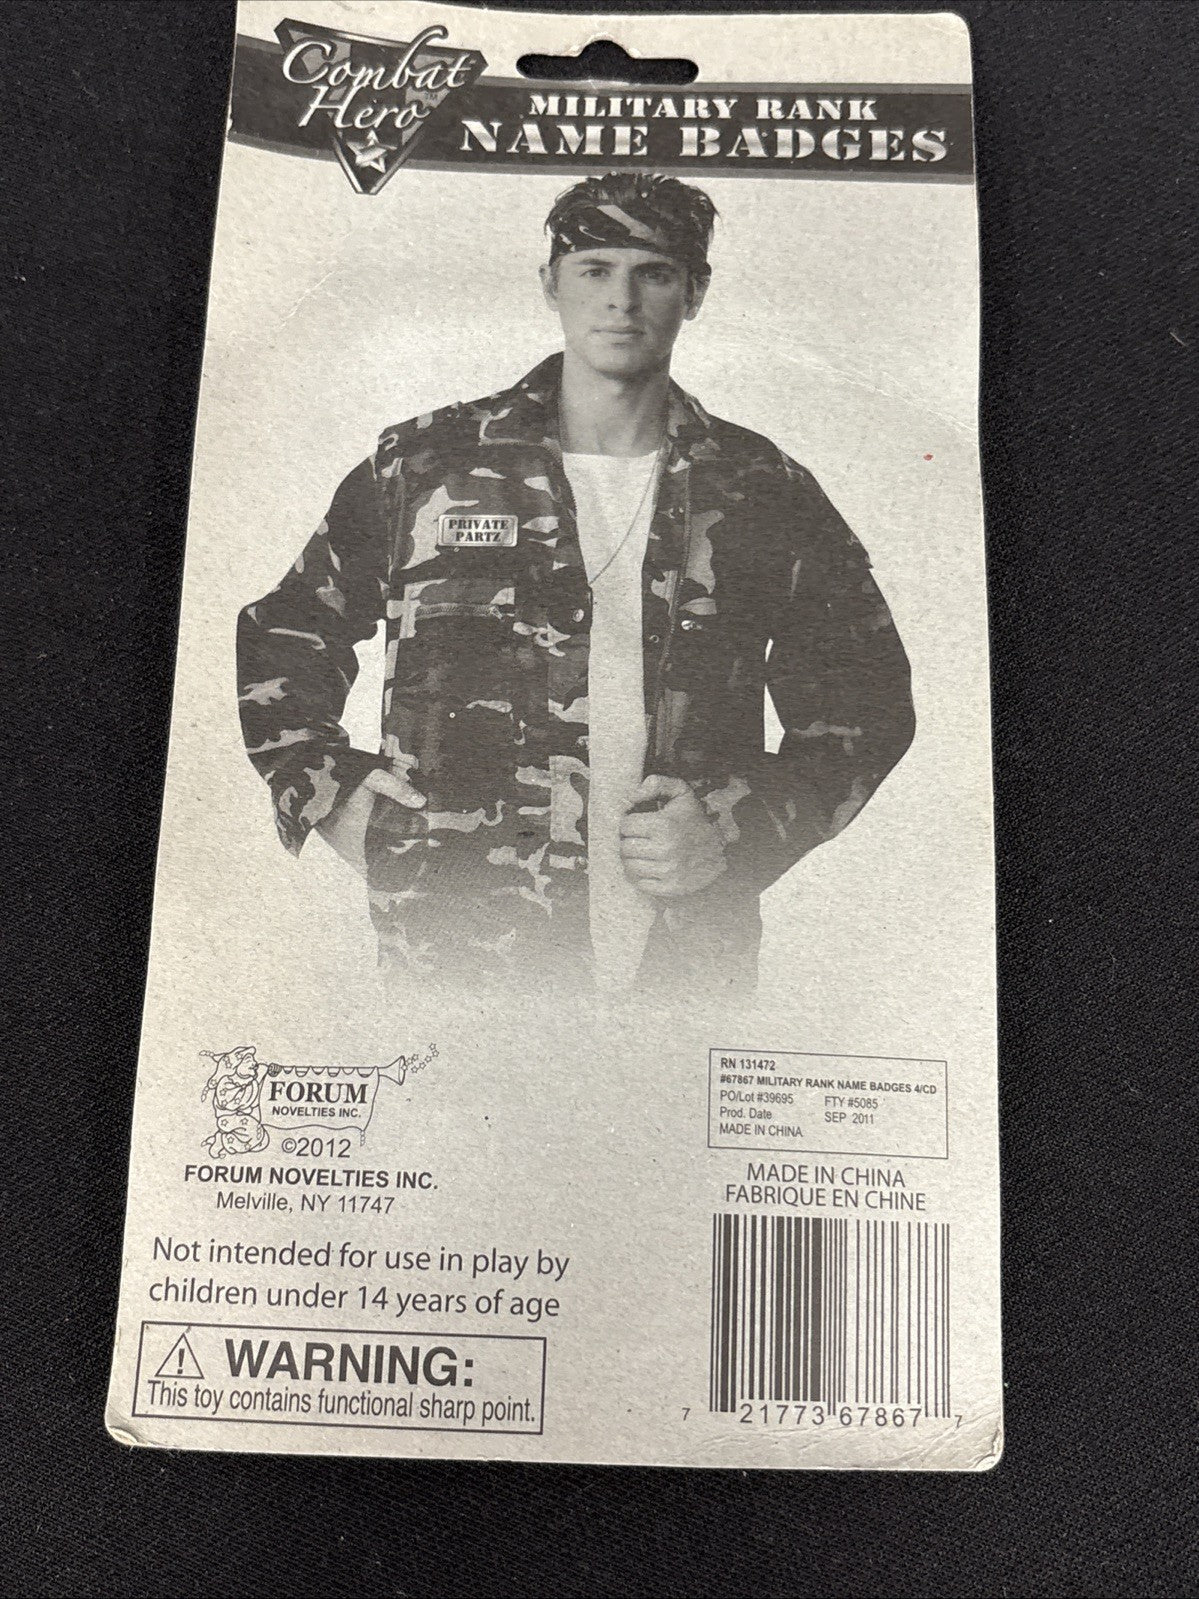 Combat
Hero
MILITARY RANK
NAME BADGES
PRIVATE
PARTZ
FORUM
NOVELTIES INC.
©2012
FORUM NOVELTIES INC.
Melville, NY 11747
Not intended for use in play by
children under 14 years of age
WARNING:
This toy contains functional sharp point.
RN 131472
#67867 MILITARY RANK NAME BADGES 4/CD
PO/Lot #39695 FTY #5085
Prod. Date SEP 2011
MADE IN CHINA
MADE IN CHINA
FABRIQUE EN CHINE
7 21773 67867 7